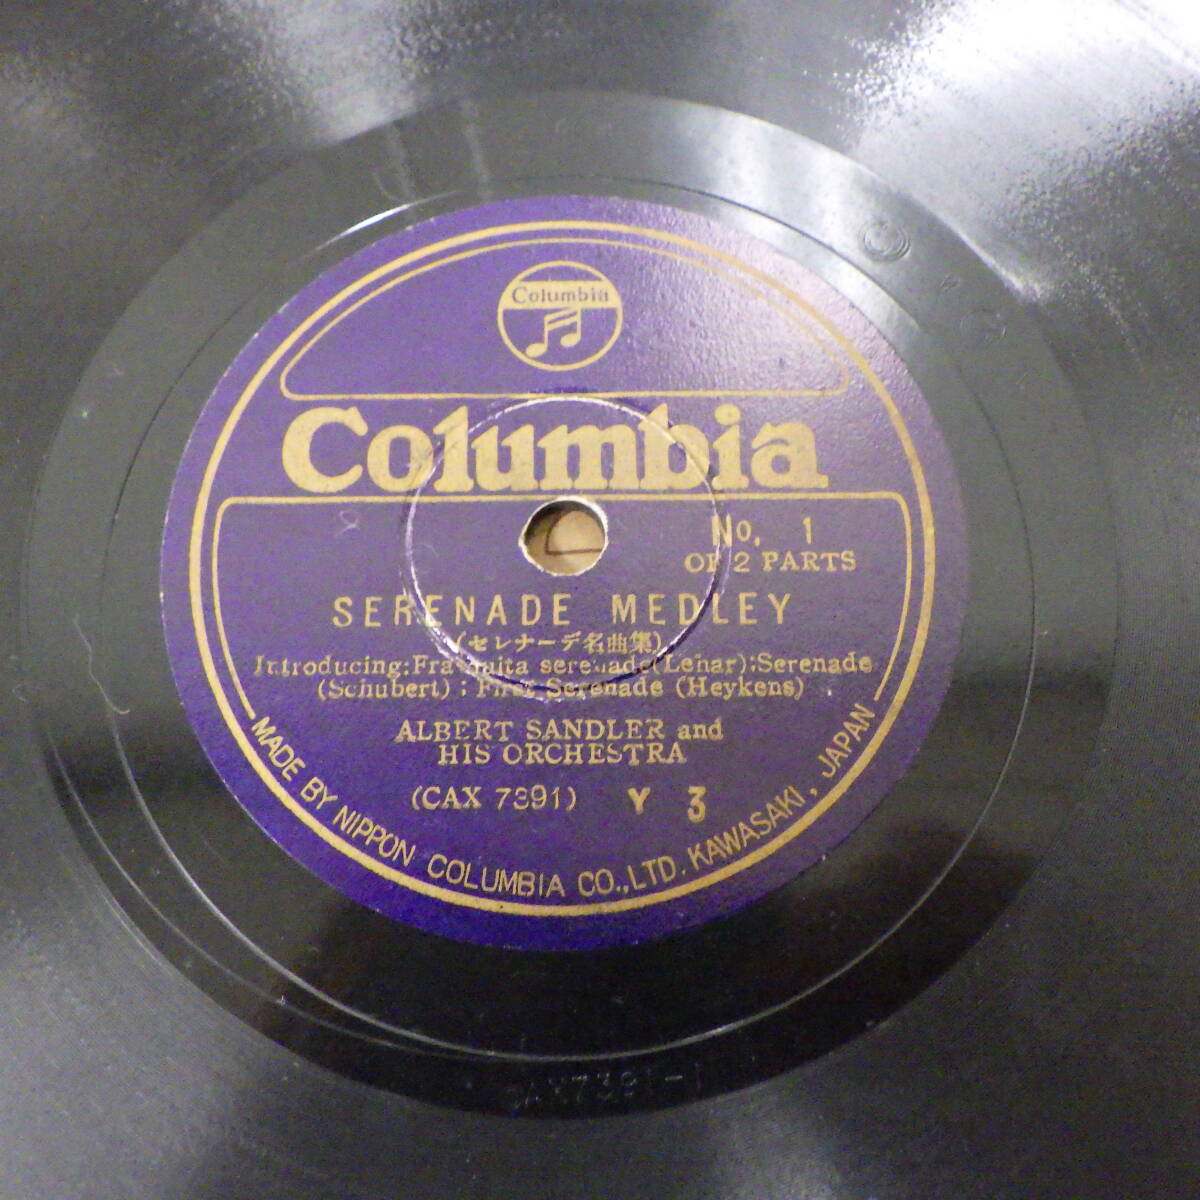 Columbia
Columbia
No. 1
OF 2 PARTS
SERENADE MEDLEY
(セレナーデ名曲集)
Introducing: Frasquita serenade (Lehar): Serenade
(Schubert) : First Serenade (Heykens)
ALBERT SANDLER and
HIS ORCHESTRA
(CAX 7391) Y 3
MADE BY NIPPON COLUMBIA CO., LTD. KAWASAKI, JAPAN
CAX7391-1